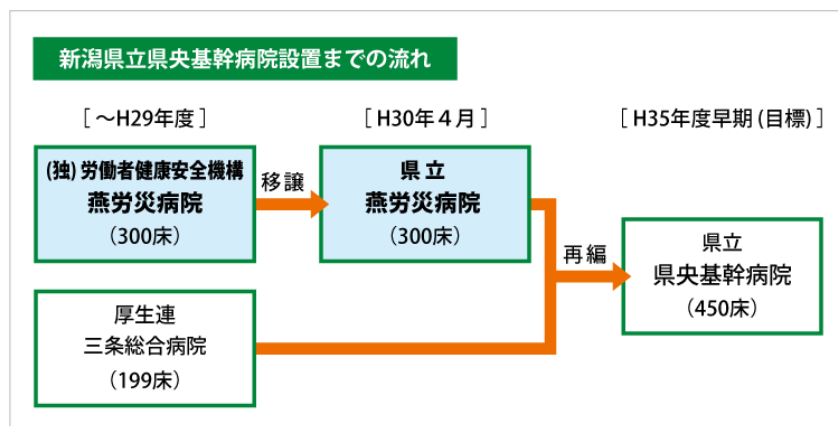 新潟県立県央基幹病院設置までの流れ
[ ～H29年度 ]
[ H30年４月 ]
[ H35年度早期 (目標) ]
(独) 労働者健康安全機構
燕労災病院
（300床）
移譲
県 立
燕労災病院
（300床）
再編
県立
県央基幹病院
（450床）
厚生連
三条総合病院
（199床）